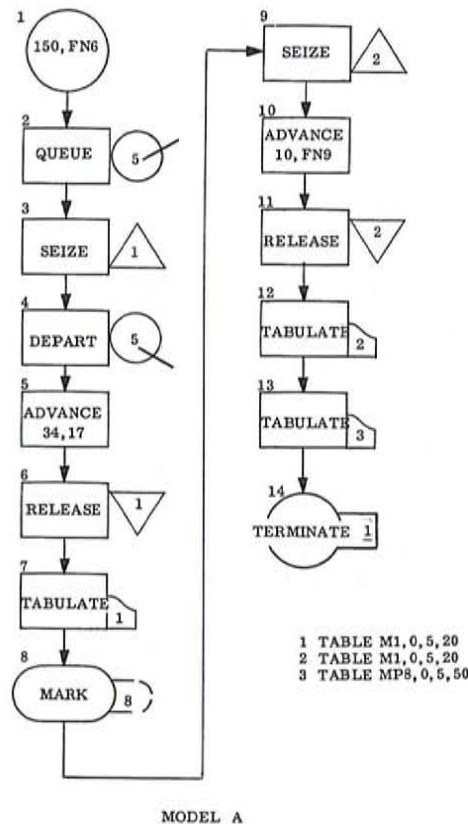 1
150, FN6
2
QUEUE
5
3
SEIZE
1
4
DEPART
5
5
ADVANCE
34, 17
6
RELEASE
1
7
TABULATE
1
8
MARK
8
9
SEIZE
2
10
ADVANCE
10, FN9
11
RELEASE
2
12
TABULATE
2
13
TABULATE
3
14
TERMINATE 1
1 TABLE M1, 0, 5, 20
2 TABLE M1, 0, 5, 20
3 TABLE MP8, 0, 5, 50
MODEL A